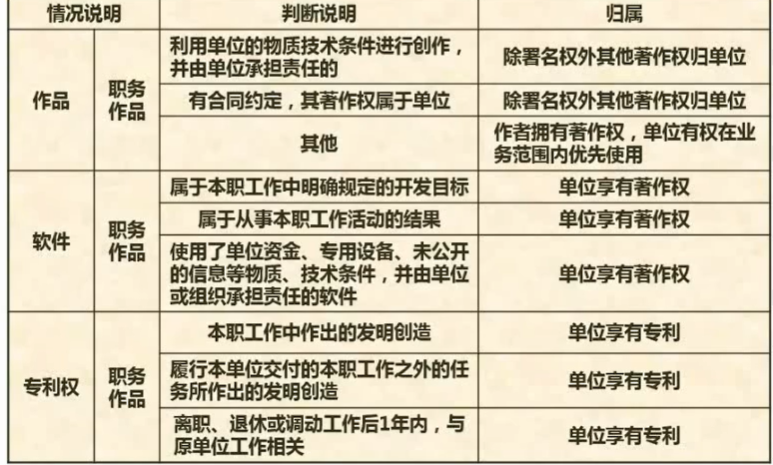 情况说明 判断说明 归属
作品
职务
作品
利用单位的物质技术条件进行创作，
并由单位承担责任的
除署名权外其他著作权归单位
有合同约定，其著作权属于单位
除署名权外其他著作权归单位
其他
作者拥有著作权，单位有权在业
务范围内优先使用
软件
职务
作品
属于本职工作中明确规定的开发目标
单位享有著作权
属于从事本职工作活动的结果
单位享有著作权
使用了单位资金、专用设备、未公开
的信息等物质、技术条件，并由单位
或组织承担责任的软件
单位享有著作权
专利权
职务
作品
本职工作中作出的发明创造
单位享有专利
履行本单位交付的本职工作之外的任
务所作出的发明创造
单位享有专利
离职、退休或调动工作后1年内，与
原单位工作相关
单位享有专利